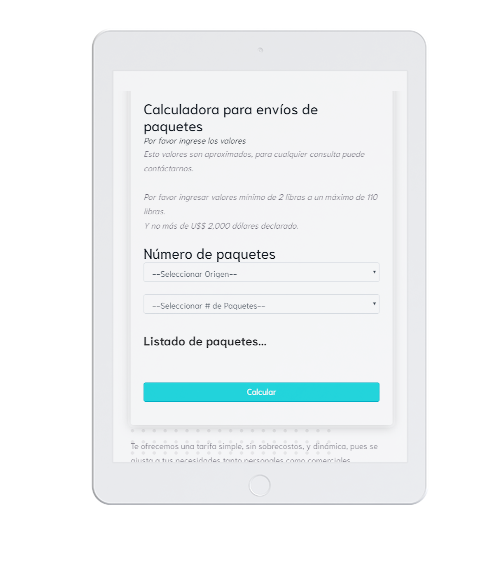 Calculadora para envíos de
paquetes
Por favor ingrese los valores
Esto valores son aproximados, para cualquier consulta puede
contáctarnos.
Por favor ingresar valores mínimo de 2 libras a un máximo de 110
libras.
Y no más de U$$ 2,000 dólares declarado.
Número de paquetes
--Seleccionar Origen--
--Seleccionar # de Paquetes--
Listado de paquetes...
Calcular
Te ofrecemos una tarifa simple, sin sobrecostos, y dinámica, pues se
ajusta a tus necesidades tanto personales como comerciales